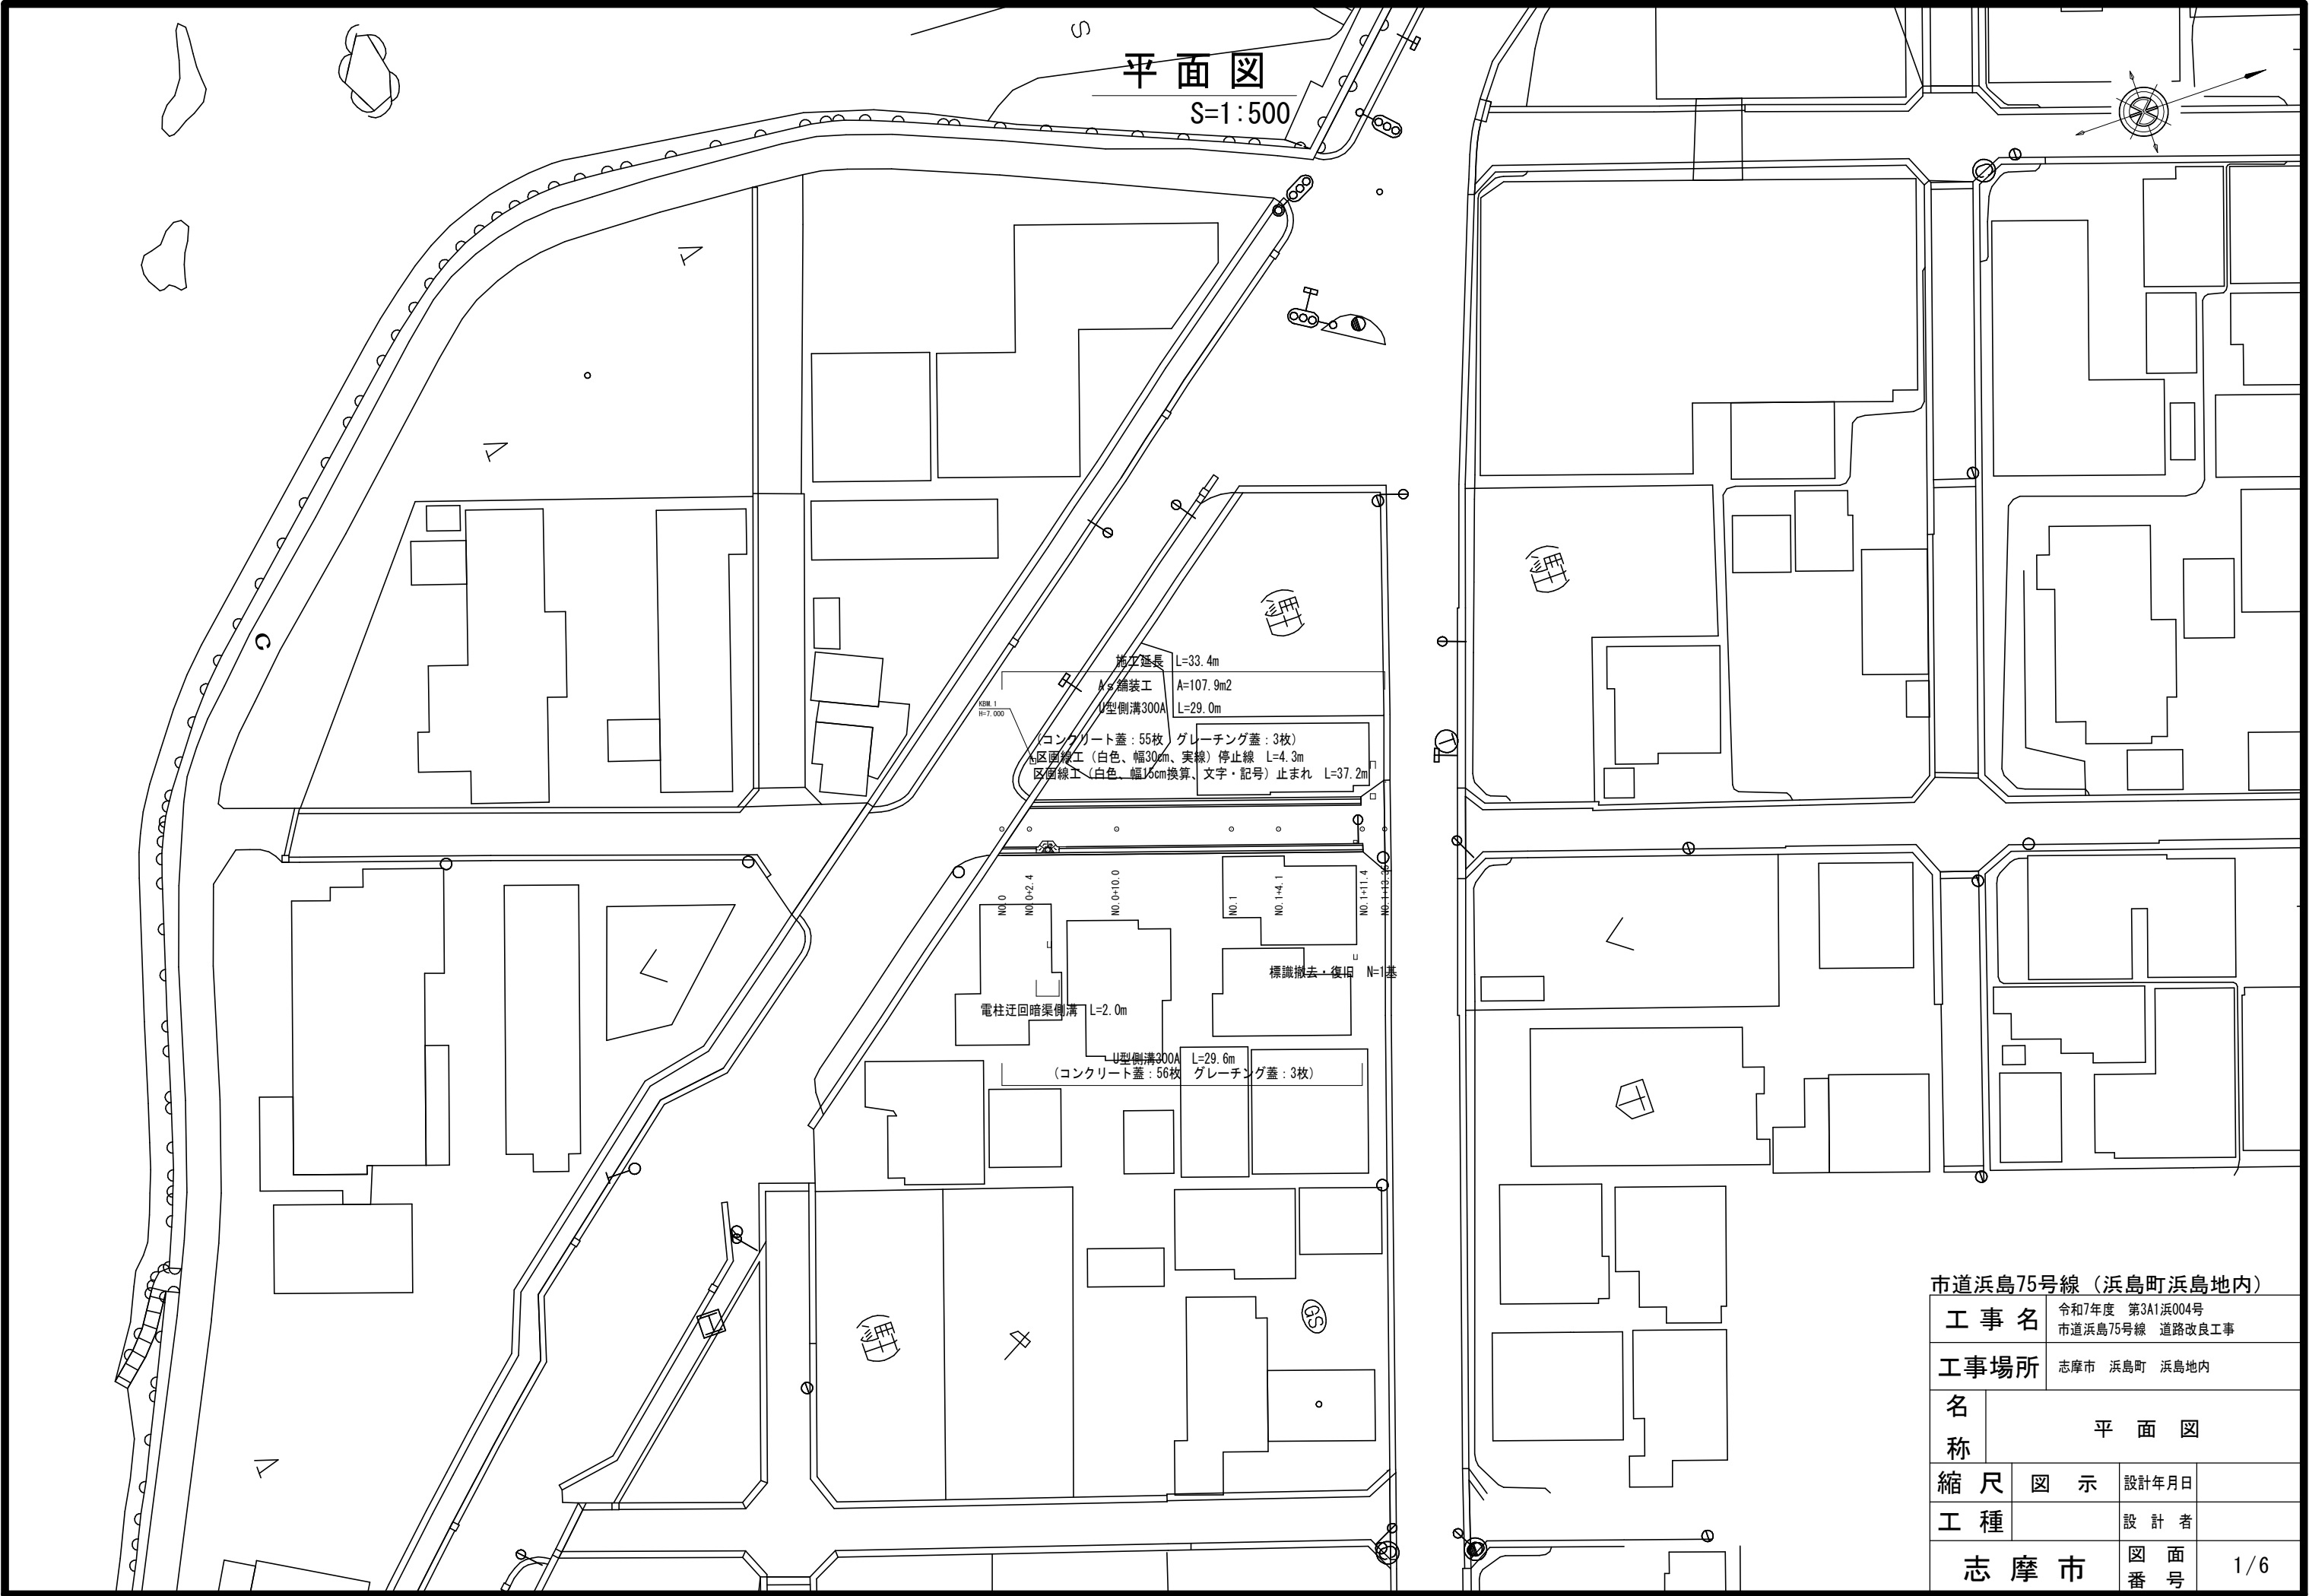 平面図
S=1:500
S
C
施工延長 L=33.4m
As舗装工 A=107.9m2
U型側溝300A L=29.0m
KBM.1
H=7.000
(コンクリート蓋：55枚 グレーチング蓋：3枚)
区画線工（白色、幅30cm、実線）停止線 L=4.3m
区画線工（白色、幅15cm換算、文字・記号）止まれ L=37.2m
NO.0
NO.0+2.4
NO.0+10.0
NO.1
NO.1+4.1
NO.1+11.4
標識撤去・復旧 N=1基
電柱迂回暗渠側溝 L=2.0m
U型側溝300A L=29.6m
(コンクリート蓋：56枚 グレーチング蓋：3枚)
GS
市道浜島75号線（浜島町浜島地内）
工事名 令和7年度 第3A1浜004号
市道浜島75号線 道路改良工事
工事場所 志摩市 浜島町 浜島地内
名称 平面図
縮尺 図示 設計年月日
工種 設計者
志摩市 図面番号 1/6